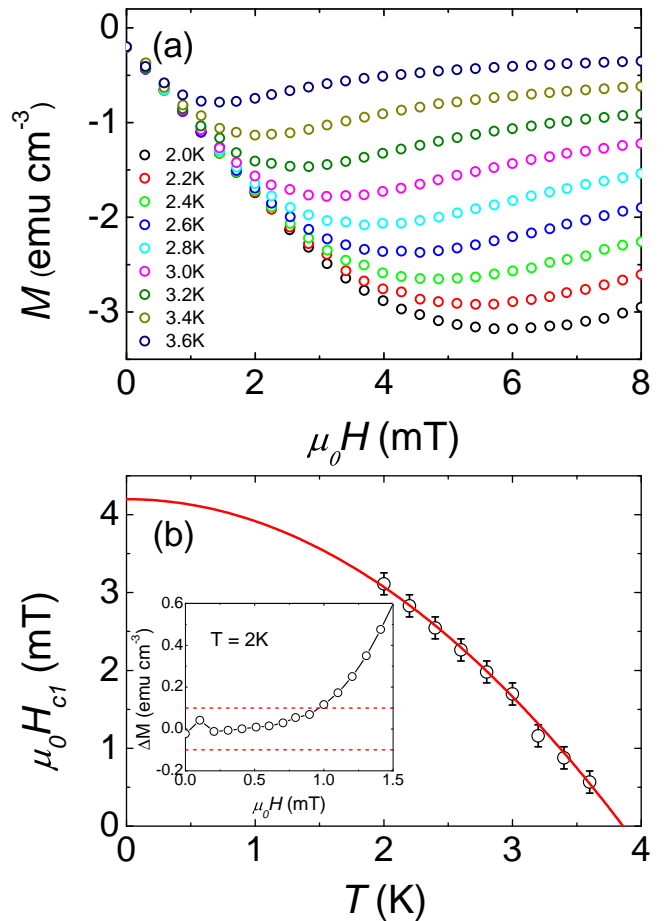 0
-1
-2
-3
M (emu cm⁻³)
(a)
2.0K
2.2K
2.4K
2.6K
2.8K
3.0K
3.2K
3.4K
3.6K
0 2 4 6 8
μ₀H (mT)
4
3
2
1
0
μ₀H_c1 (mT)
(b)
0.6
0.4
0.2
0.0
-0.2
ΔM (emu cm⁻³)
T = 2K
0.0 0.5 1.0 1.5
μ₀H (mT)
0 1 2 3 4
T (K)